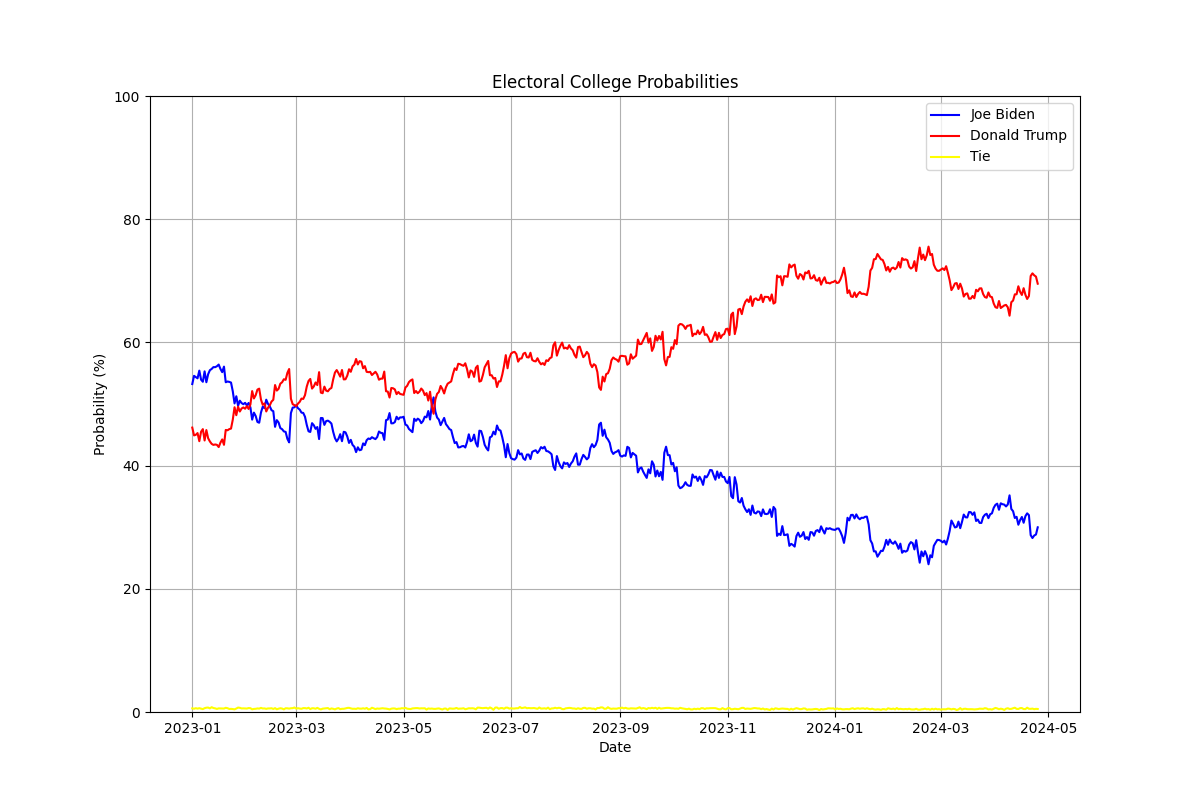 Electoral College Probabilities
Joe Biden
Donald Trump
Tie
Probability (%)
100
80
60
40
20
0
2023-01 2023-03 2023-05 2023-07 2023-09 2023-11 2024-01 2024-03 2024-05
Date